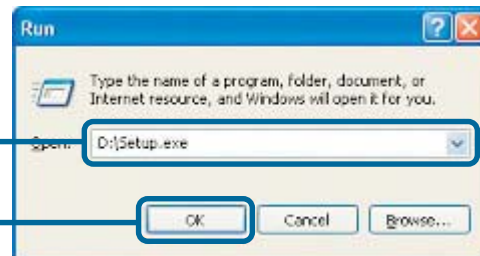 Run
Type the name of a program, folder, document, or
Internet resource, and Windows will open it for you.
Open: D:\Setup.exe
OK Cancel Browse...